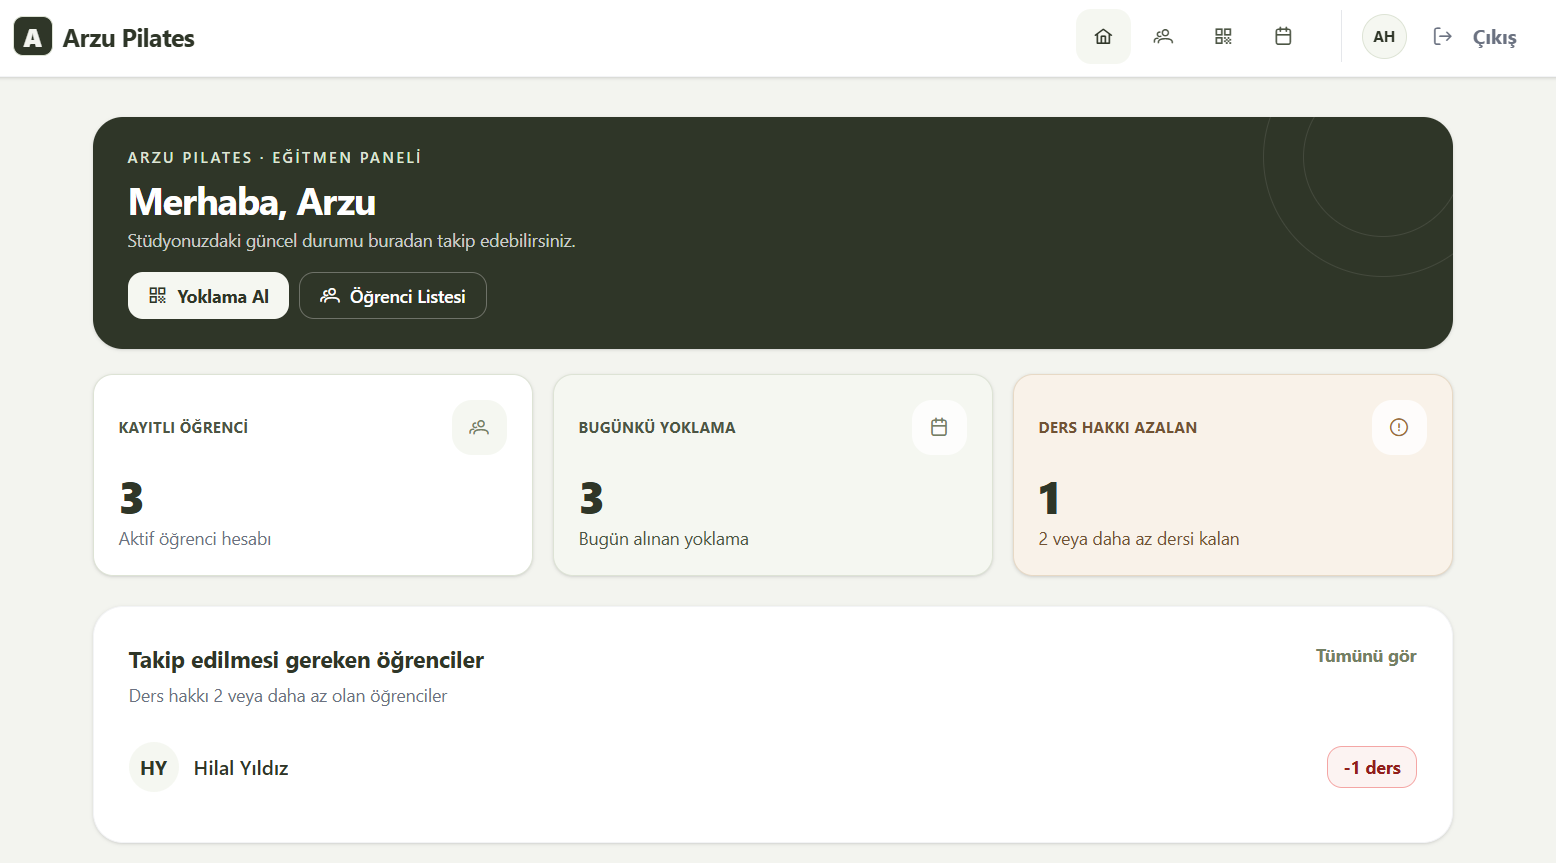 A Arzu Pilates
AH Çıkış
ARZU PILATES · EĞİTMEN PANELİ
Merhaba, Arzu
Stüdyonuzdaki güncel durumu buradan takip edebilirsiniz.
Yoklama Al
Öğrenci Listesi
KAYITLI ÖĞRENCİ
3
Aktif öğrenci hesabı
BUGÜNKÜ YOKLAMA
3
Bugün alınan yoklama
DERS HAKKI AZALAN
1
2 veya daha az dersi kalan
Takip edilmesi gereken öğrenciler
Tümünü gör
Ders hakkı 2 veya daha az olan öğrenciler
HY Hilal Yıldız
-1 ders